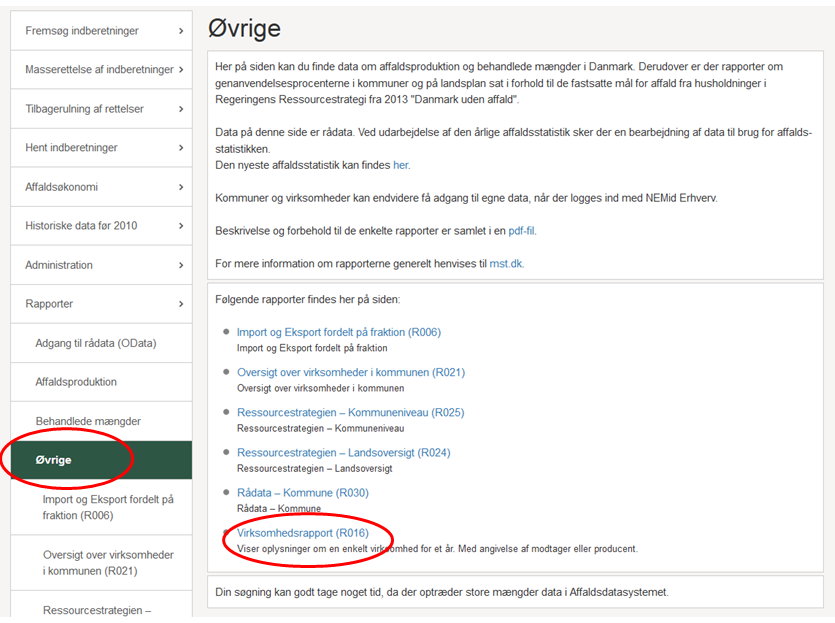 Fremsøg indberetninger
Masserettelse af indberetninger
Tilbagerulning af rettelser
Hent indberetninger
Affaldsøkonomi
Historiske data før 2010
Administration
Rapporter
Adgang til rådata (OData)
Affaldsproduktion
Behandlede mængder
Øvrige
Import og Eksport fordelt på
fraktion (R006)
Oversigt over virksomheder
i kommunen (R021)
Ressourcestrategien –
Øvrige
Her på siden kan du finde data om affaldsproduktion og behandlede mængder i Danmark. Derudover er der rapporter om
genanvendelsesprocenterne i kommuner og på landsplan sat i forhold til de fastsatte mål for affald fra husholdninger i
Regeringens Ressourcestrategi fra 2013 "Danmark uden affald".
Data på denne side er rådata. Ved udarbejdelse af den årlige affaldsstatistik sker der en bearbejdning af data til brug for affalds-
statistikken.
Den nyeste affaldsstatistik kan findes her.
Kommuner og virksomheder kan endvidere få adgang til egne data, når der logges ind med NEMid Erhverv.
Beskrivelse og forbehold til de enkelte rapporter er samlet i en pdf-fil.
For mere information om rapporterne generelt henvises til mst.dk.
Følgende rapporter findes her på siden:
Import og Eksport fordelt på fraktion (R006)
Import og Eksport fordelt på fraktion
Oversigt over virksomheder i kommunen (R021)
Oversigt over virksomheder i kommunen
Ressourcestrategien – Kommuneniveau (R025)
Ressourcestrategien – Kommuneniveau
Ressourcestrategien – Landsoversigt (R024)
Ressourcestrategien – Landsoversigt
Rådata – Kommune (R030)
Rådata – Kommune
Virksomhedsrapport (R016)
Viser oplysninger om en enkelt virksomhed for et år. Med angivelse af modtager eller producent.
Din søgning kan godt tage noget tid, da der optræder store mængder data i Affaldsdatasystemet.